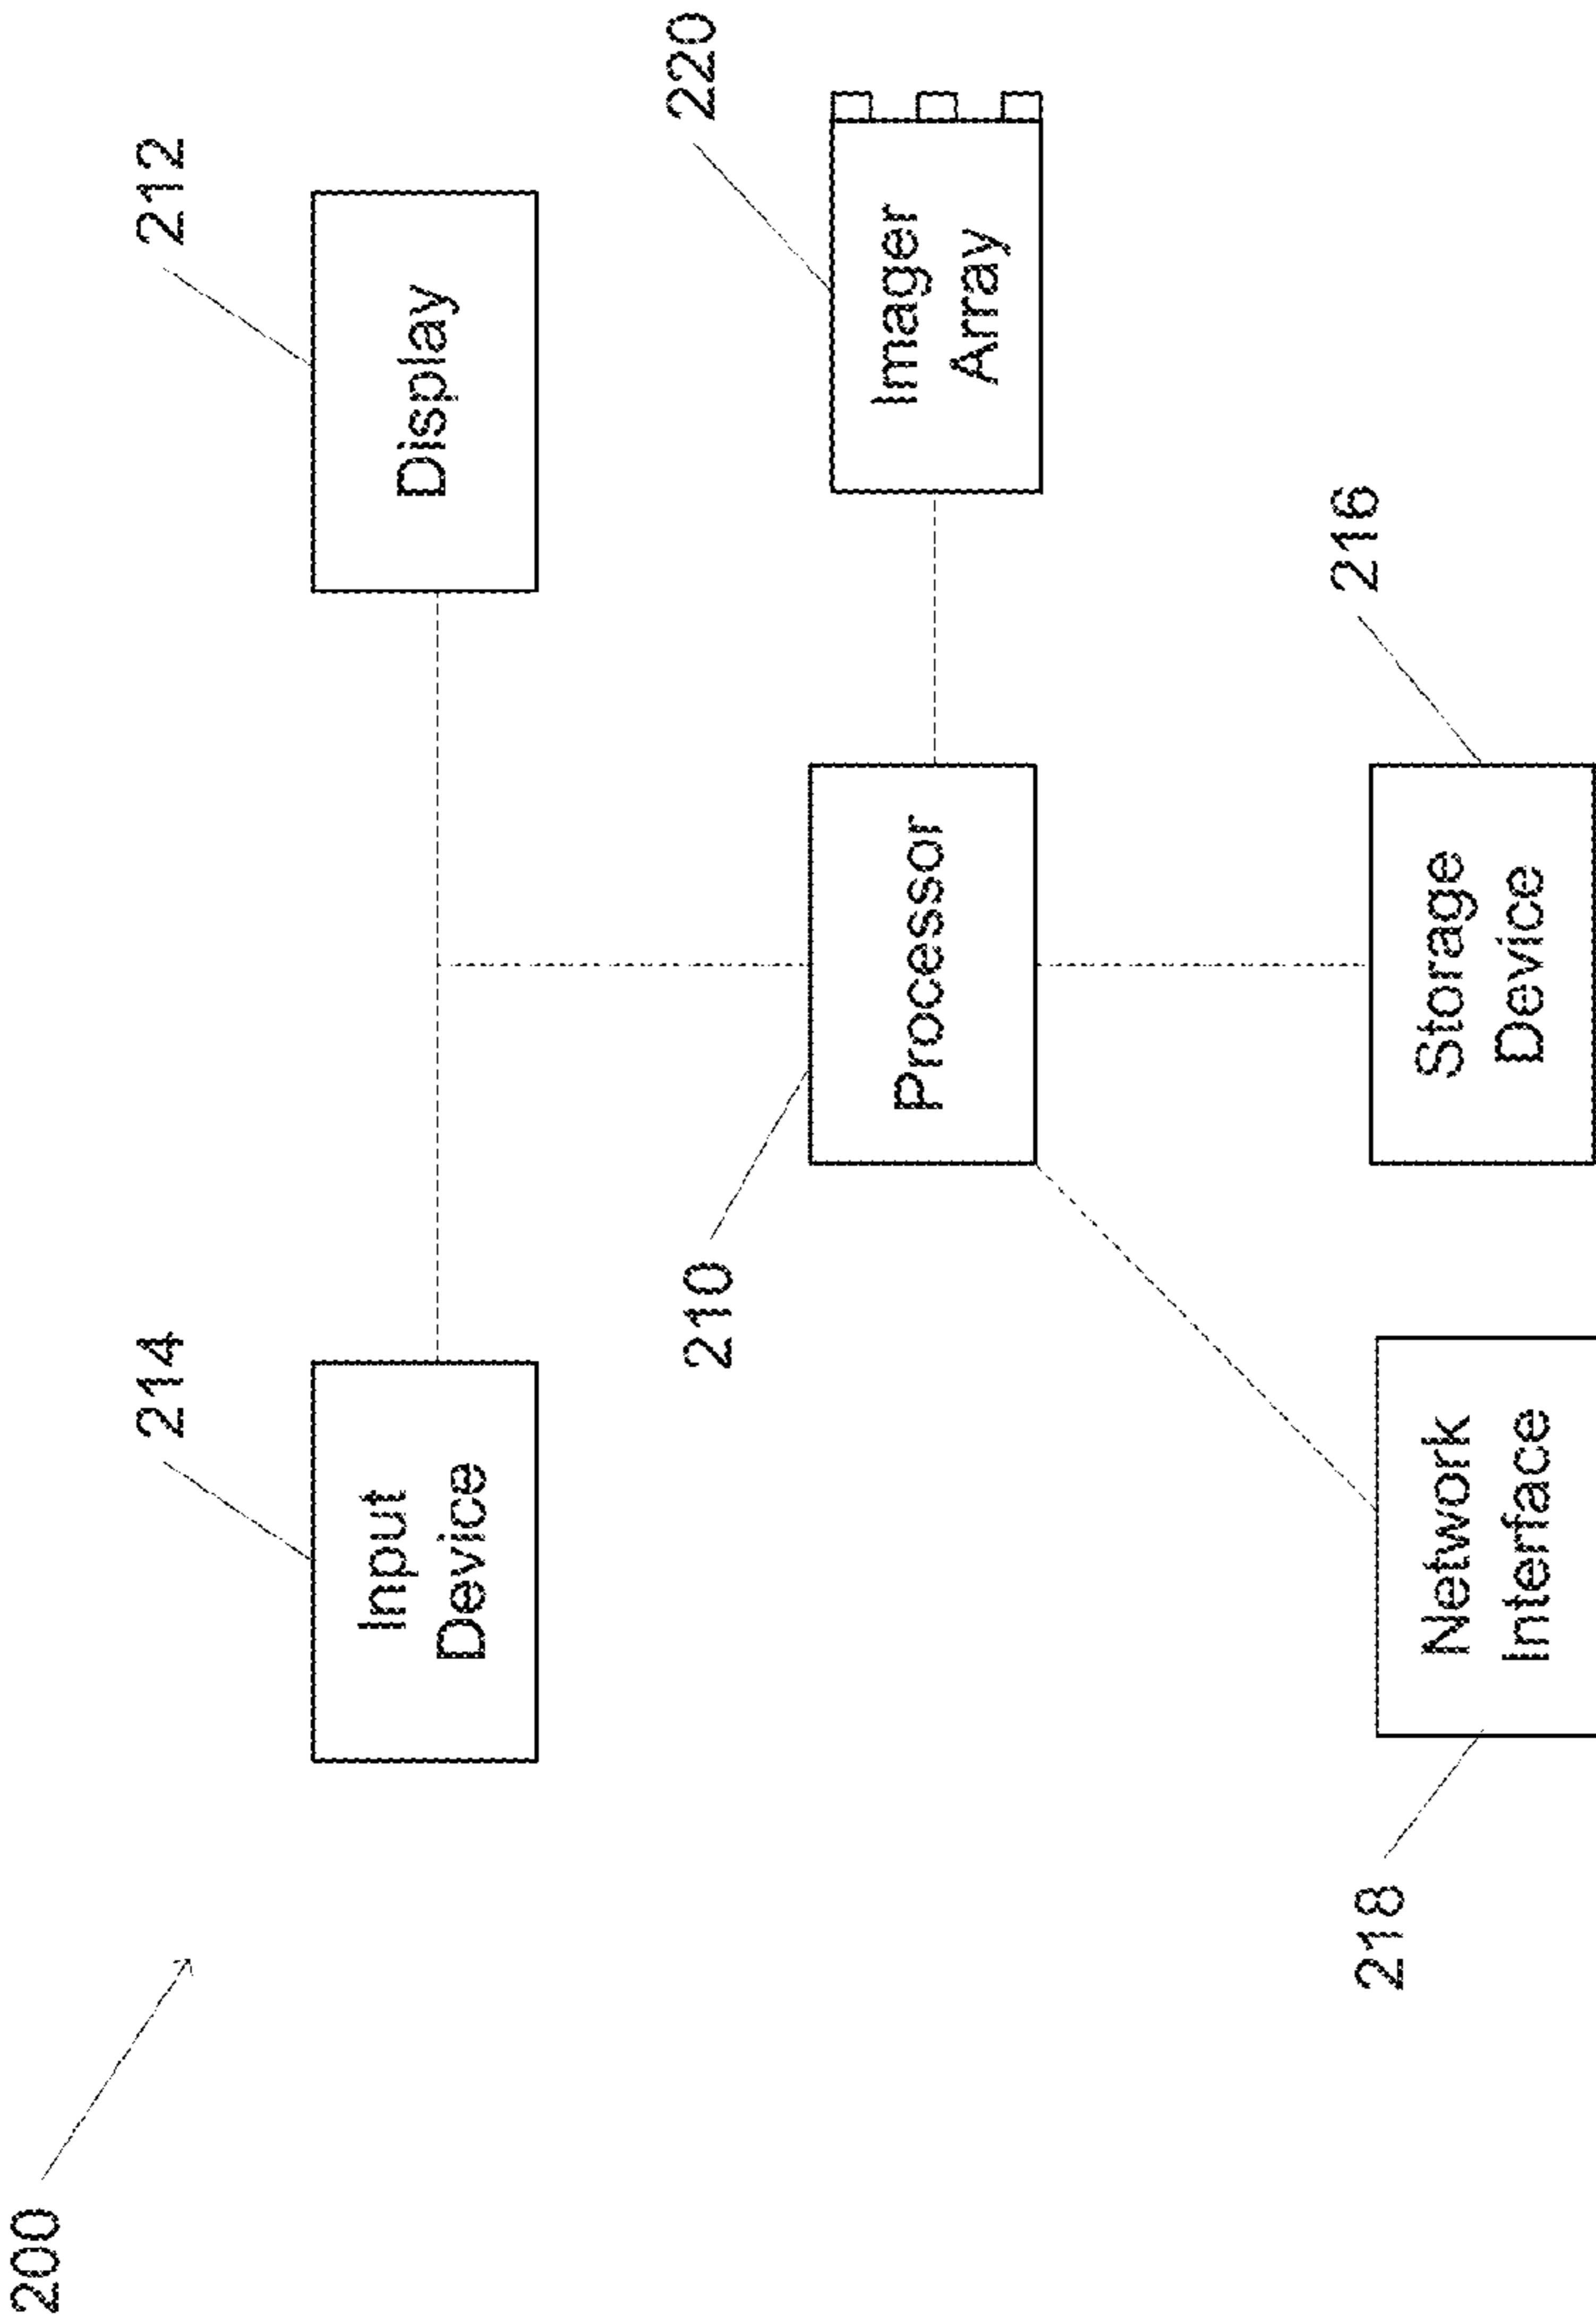 200
214
212
Input
Device
Display
210
220
Processor
Imager
Array
218
216
Network
Interface
Storage
Device